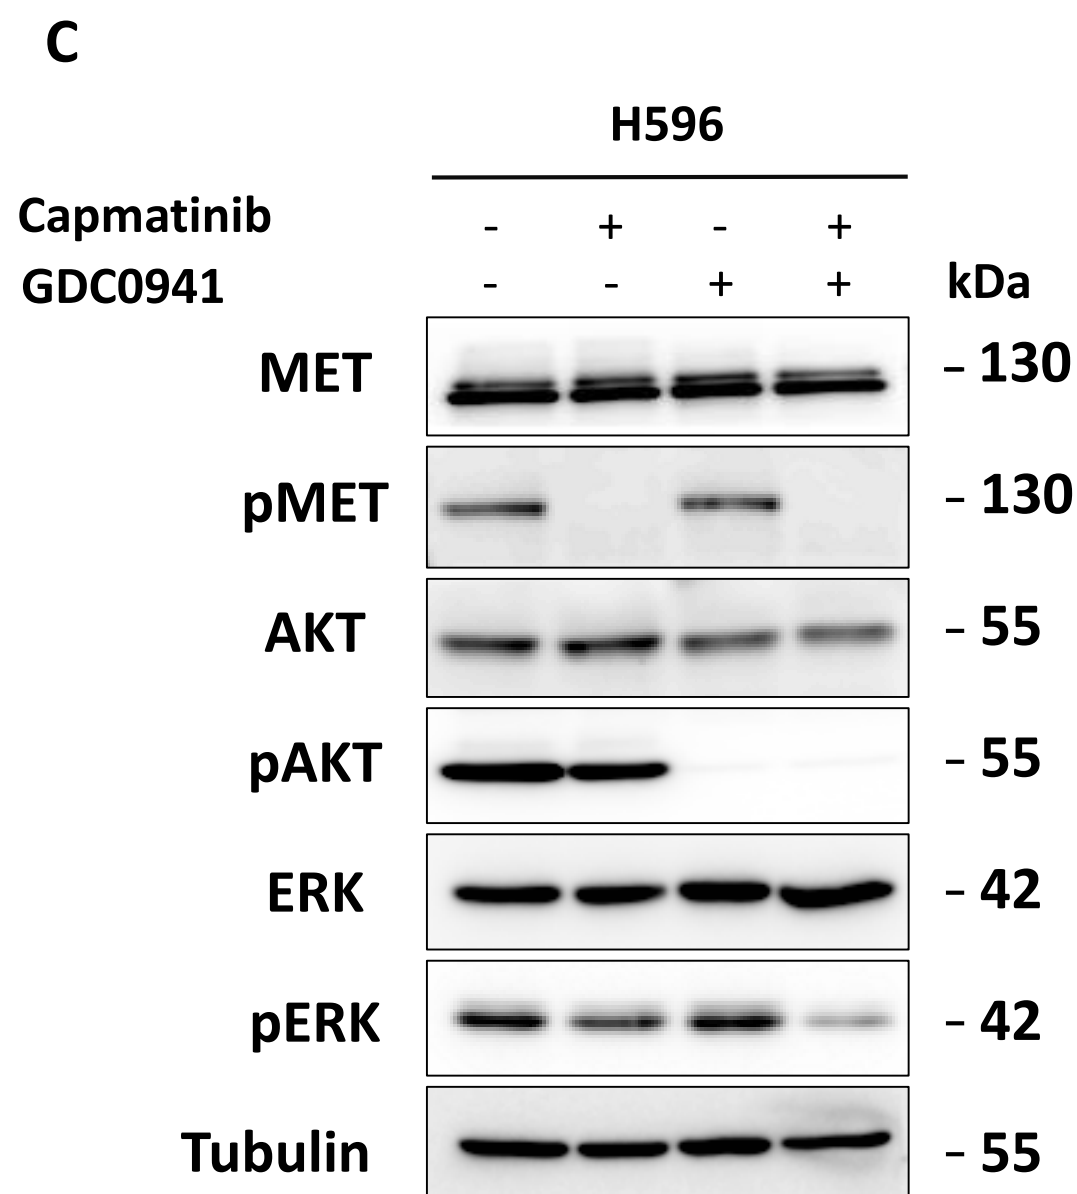 C
H596
Capmatinib - + - +
GDC0941 - - + + kDa
MET - 130
pMET - 130
AKT - 55
pAKT - 55
ERK - 42
pERK - 42
Tubulin - 55